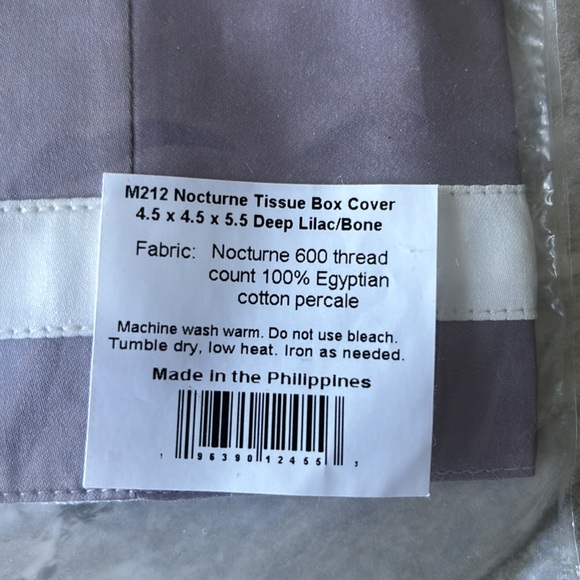 M212 Nocturne Tissue Box Cover
4.5 x 4.5 x 5.5 Deep Lilac/Bone
Fabric: Nocturne 600 thread
count 100% Egyptian
cotton percale
Machine wash warm. Do not use bleach.
Tumble dry, low heat. Iron as needed.
Made in the Philippines
1 96390 12455 3